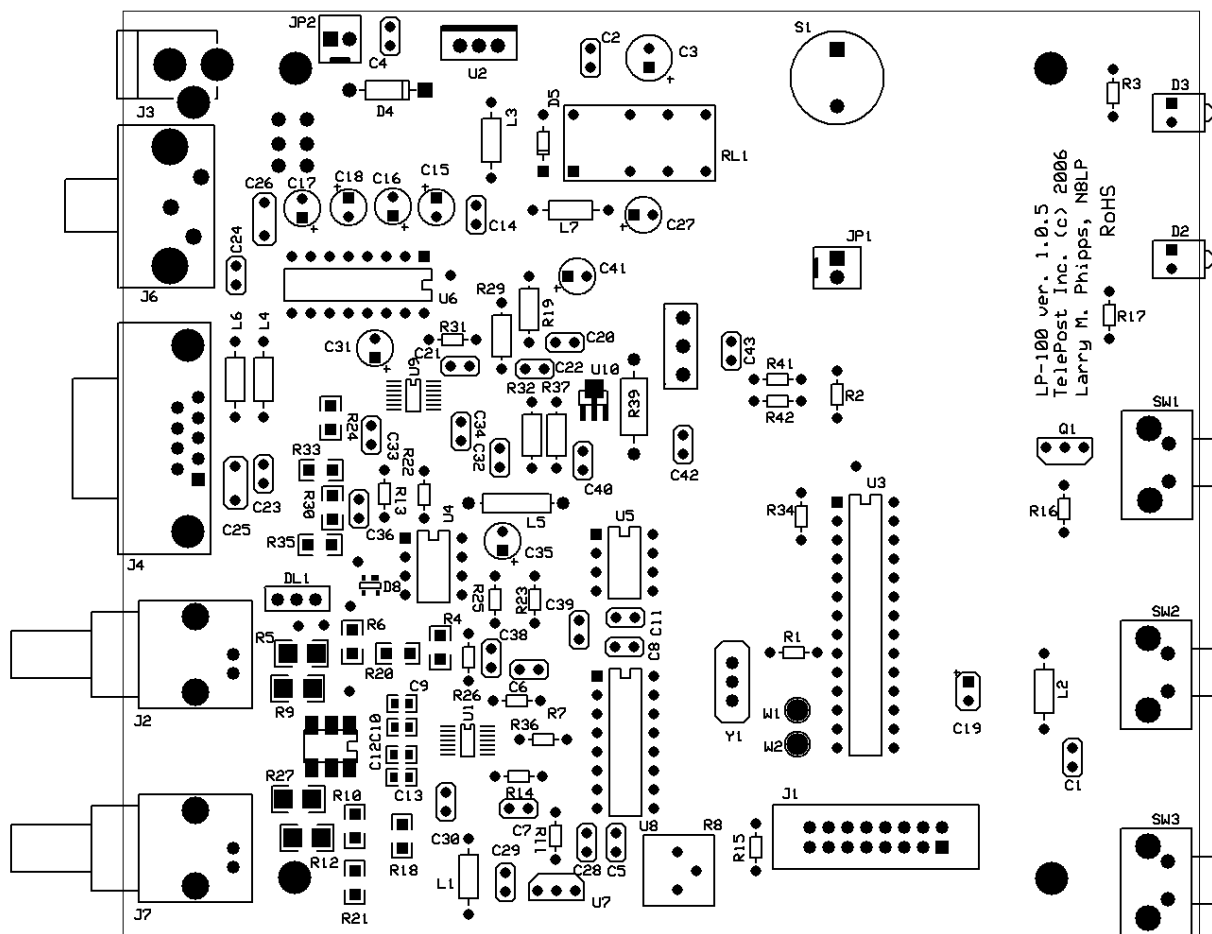 JP2
C4
U2
C2
C3
S1
J3
D4
L3
D5
RL1
R3
D3
J6
C26
C17
C18
C16
C15
C14
L7
C27
C24
U6
C41
JP1
D2
LP-100 ver. 1.0.5
TelePost Inc. (c) 2006
Larry M. Phipps, N8LP
RoHS
R17
L6
L4
C31
R31
R29
R19
C20
C21
U9
C22
U10
C43
R41
R42
R2
R32
R37
R39
SW1
Q1
R24
C33
C34
R33
R22
C32
C40
C42
R30
R13
C36
C25
C23
L5
U3
R34
R16
R35
U4
C35
U5
J4
DL1
D8
R25
R23
C39
C11
SW2
R5
R6
R4
C38
C8
R1
R20
R26
C6
L2
R9
C9
R7
W1
C19
J2
C10
U1
R36
Y1
W2
C12
C1
R27
R10
C13
R14
J1
R12
R18
C30
C7
R11
U8
R8
R15
SW3
C29
C28
C5
L1
U7
J7
R21